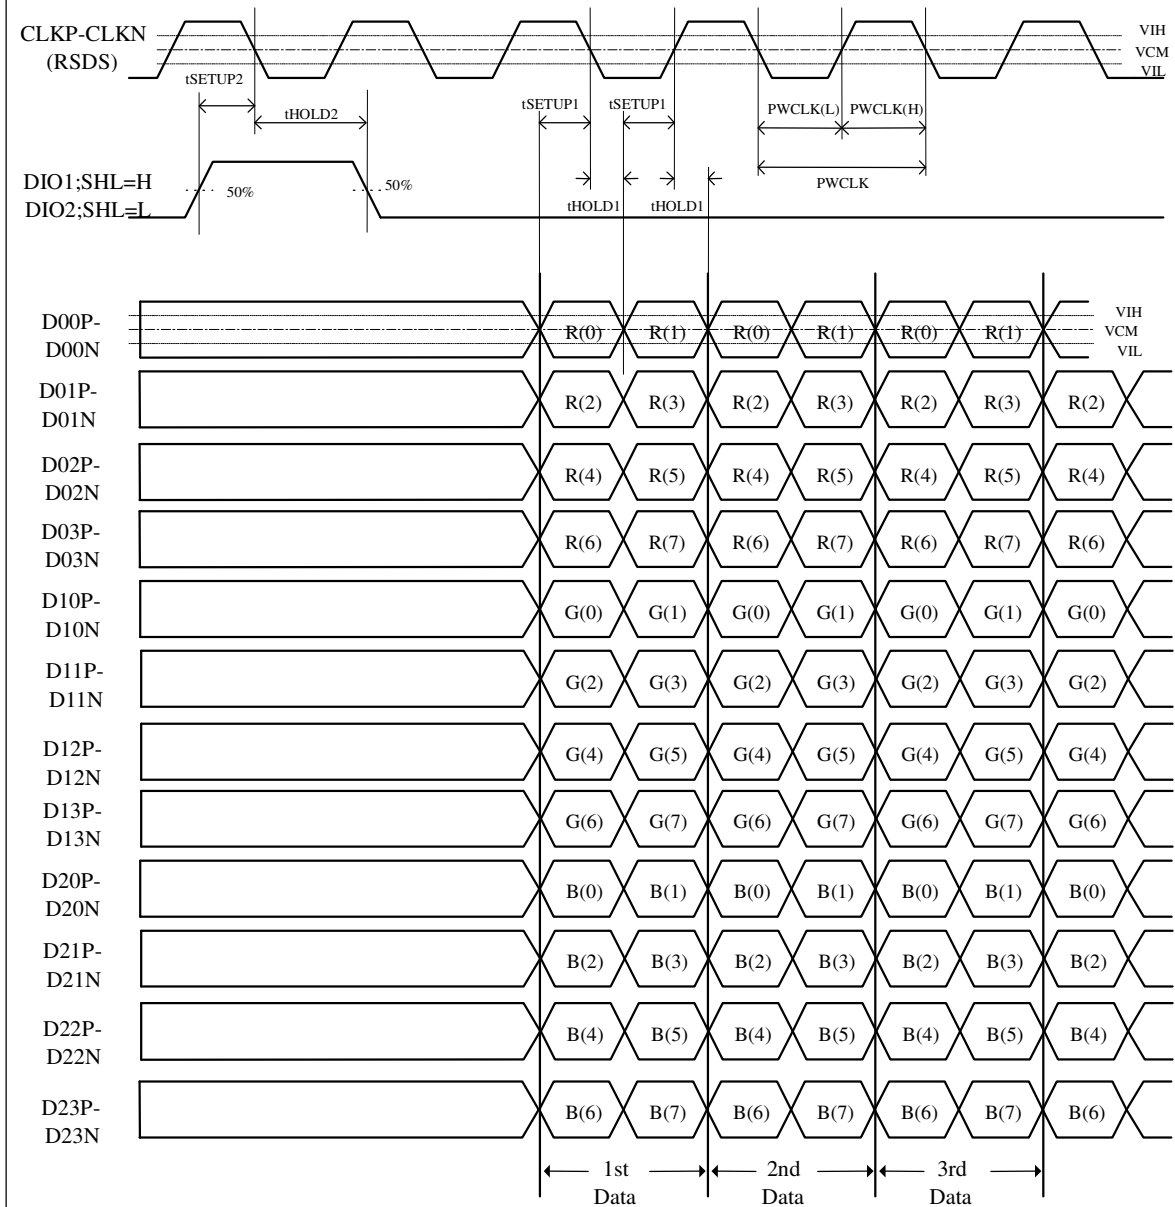 CLKP-CLKN
(RSDS)
VIH
VCM
VIL
tSETUP2
tHOLD2
tSETUP1
tSETUP1
PWCLK(L)
PWCLK(H)
PWCLK
tHOLD1
tHOLD1
DIO1;SHL=H
DIO2;SHL=L
50%
50%
D00P-
D00N
R(0) R(1) R(0) R(1) R(0) R(1)
VIH
VCM
VIL
D01P-
D01N
R(2) R(3) R(2) R(3) R(2) R(3) R(2)
D02P-
D02N
R(4) R(5) R(4) R(5) R(4) R(5) R(4)
D03P-
D03N
R(6) R(7) R(6) R(7) R(6) R(7) R(6)
D10P-
D10N
G(0) G(1) G(0) G(1) G(0) G(1) G(0)
D11P-
D11N
G(2) G(3) G(2) G(3) G(2) G(3) G(2)
D12P-
D12N
G(4) G(5) G(4) G(5) G(4) G(5) G(4)
D13P-
D13N
G(6) G(7) G(6) G(7) G(6) G(7) G(6)
D20P-
D20N
B(0) B(1) B(0) B(1) B(0) B(1) B(0)
D21P-
D21N
B(2) B(3) B(2) B(3) B(2) B(3) B(2)
D22P-
D22N
B(4) B(5) B(4) B(5) B(4) B(5) B(4)
D23P-
D23N
B(6) B(7) B(6) B(7) B(6) B(7) B(6)
1st
Data
2nd
Data
3rd
Data